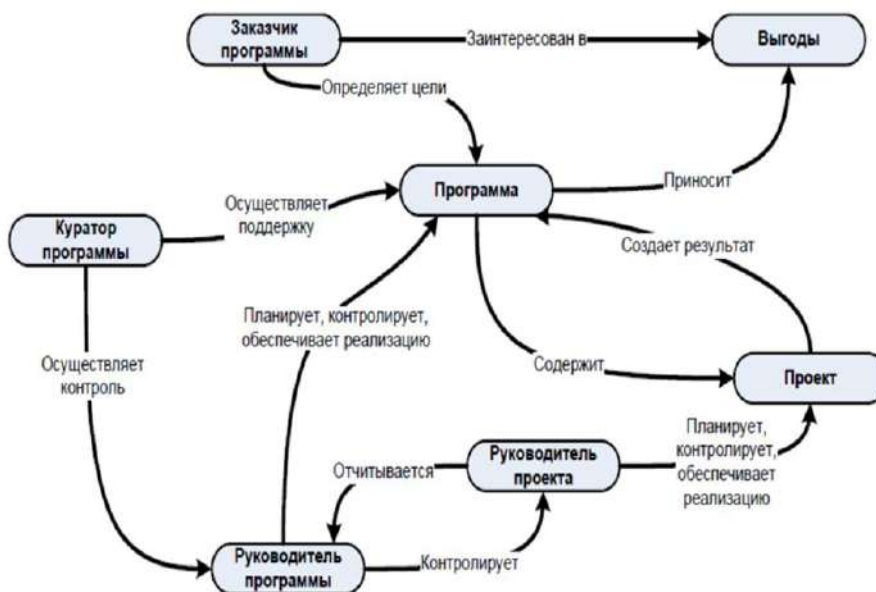 Заказчик
программы
Заинтересован в
Выгоды
Определяет цели
Программа
Приносит
Осуществляет
поддержку
Куратор
программы
Создает результат
Планирует, контролирует,
обеспечивает реализацию
Осуществляет
контроль
Содержит
Проект
Планирует,
контролирует,
обеспечивает
реализацию
Руководитель
проекта
Отчитывается
Руководитель
программы
Контролирует